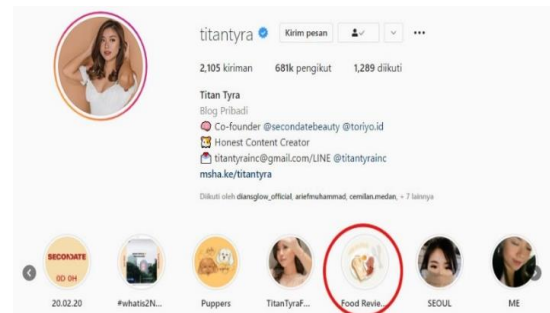 titantyra Kirim pesan
2,105 kiriman 681k pengikut 1,289 diikuti
Titan Tyra
Blog Pribadi
Co-founder @secondatebeauty @toriyo.id
Honest Content Creator
titantyrainc@gmail.com/LINE @titantyrainc
msha.ke/titantyra
Diikuti oleh diansglow_official, ariefmuhammad, cemilan.medan, + 7 lainnya
SECONDATE
20.02.20 #whatis2N... Puppers TitanTyraF... Food Revie... SEOUL ME